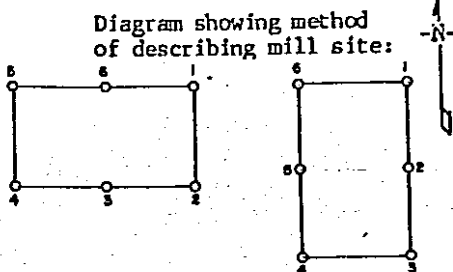 Diagram showing method
of describing mill site:
-N-
5 6 1
4 3 2
6 1
5 2
4 3